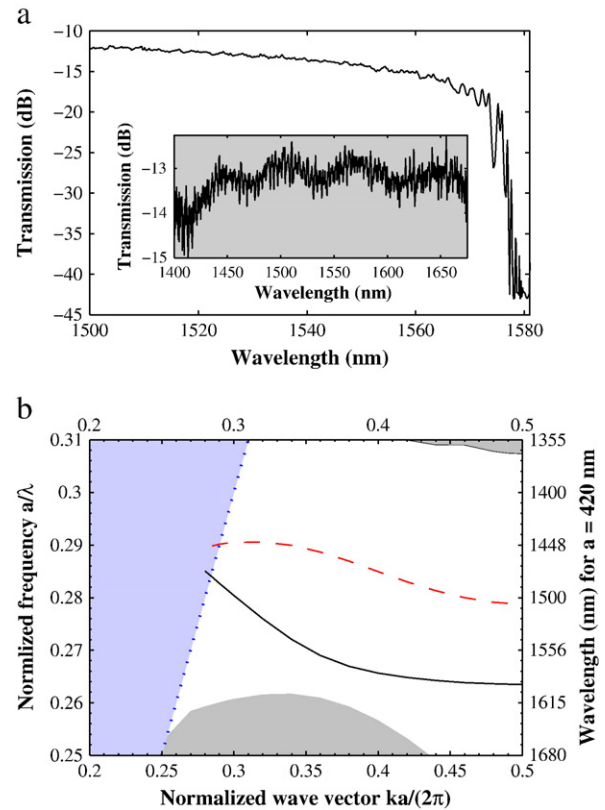 a
−10
−15
−20
−25
−30
−35
−40
−45
Transmission (dB)
−13
−14
−15
Transmission (dB)
1400 1450 1500 1550 1600 1650
Wavelength (nm)
1500 1520 1540 1560 1580
Wavelength (nm)
b
0.2 0.3 0.4 0.5
0.31
0.3
0.29
0.28
0.27
0.26
0.25
Normlized frequency a/λ
1355
1400
1448
1500
1556
1615
1680
Wavelength (nm) for a = 420 nm
0.2 0.25 0.3 0.35 0.4 0.45 0.5
Normalized wave vector ka/(2π)